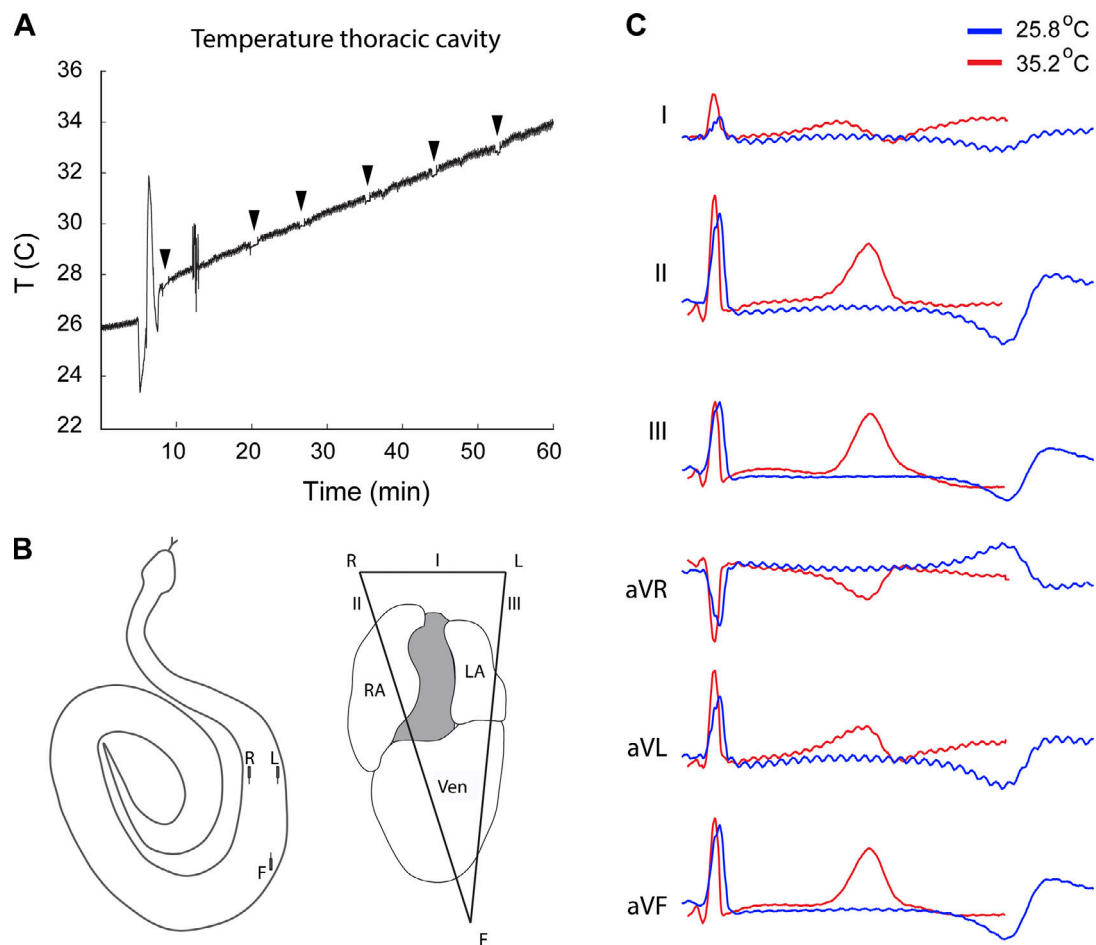 A
Temperature thoracic cavity
36
34
32
30
28
26
24
22
T (C)
10
20
30
40
50
60
Time (min)
B
R
L
F
R
I
L
II
III
RA
LA
Ven
F
C
25.8°C
35.2°C
I
II
III
aVR
aVL
aVF